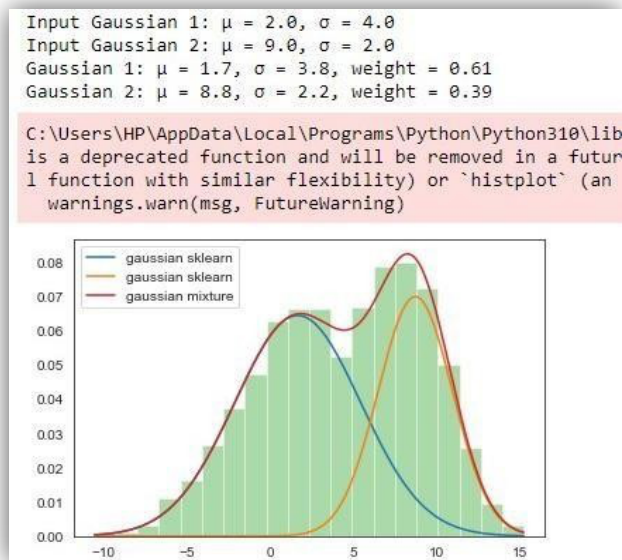 Input Gaussian 1: μ = 2.0, σ = 4.0
Input Gaussian 2: μ = 9.0, σ = 2.0
Gaussian 1: μ = 1.7, σ = 3.8, weight = 0.61
Gaussian 2: μ = 8.8, σ = 2.2, weight = 0.39
C:\Users\HP\AppData\Local\Programs\Python\Python310\lib
is a deprecated function and will be removed in a futur
l function with similar flexibility) or `histplot` (an
warnings.warn(msg, FutureWarning)
gaussian sklearn
gaussian sklearn
gaussian mixture
0.08
0.07
0.06
0.05
0.04
0.03
0.02
0.01
0.00
−10 −5 0 5 10 15